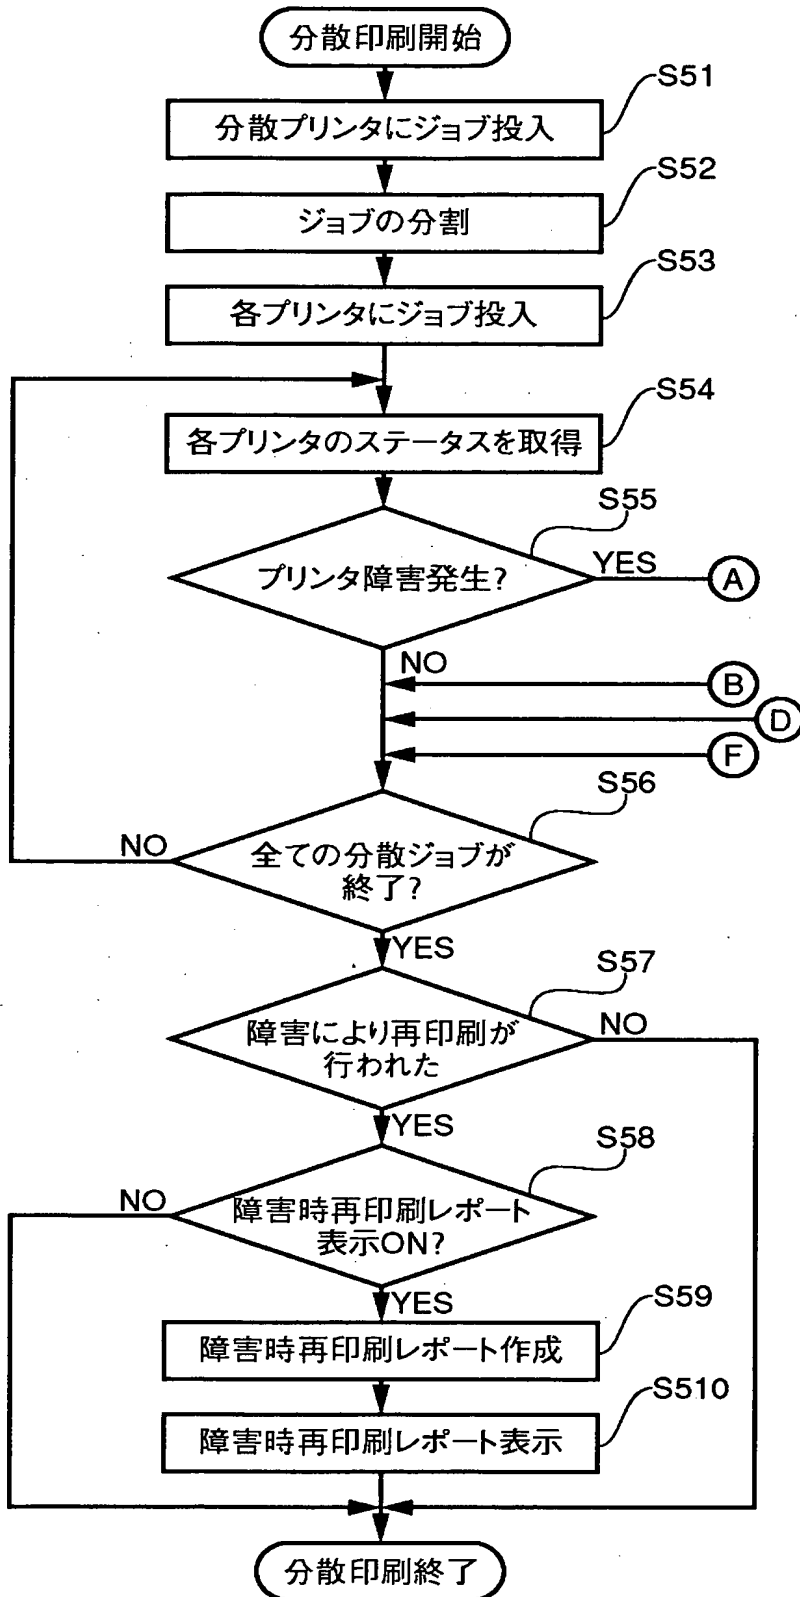 分散印刷開始
S51
分散プリンタにジョブ投入
S52
ジョブの分割
S53
各プリンタにジョブ投入
S54
各プリンタのステータスを取得
S55
プリンタ障害発生?
YES
A
NO
B
D
F
S56
NO
全ての分散ジョブが
終了?
YES
S57
障害により再印刷が
行われた
NO
YES
S58
NO
障害時再印刷レポート
表示ON?
YES
S59
障害時再印刷レポート作成
S510
障害時再印刷レポート表示
分散印刷終了